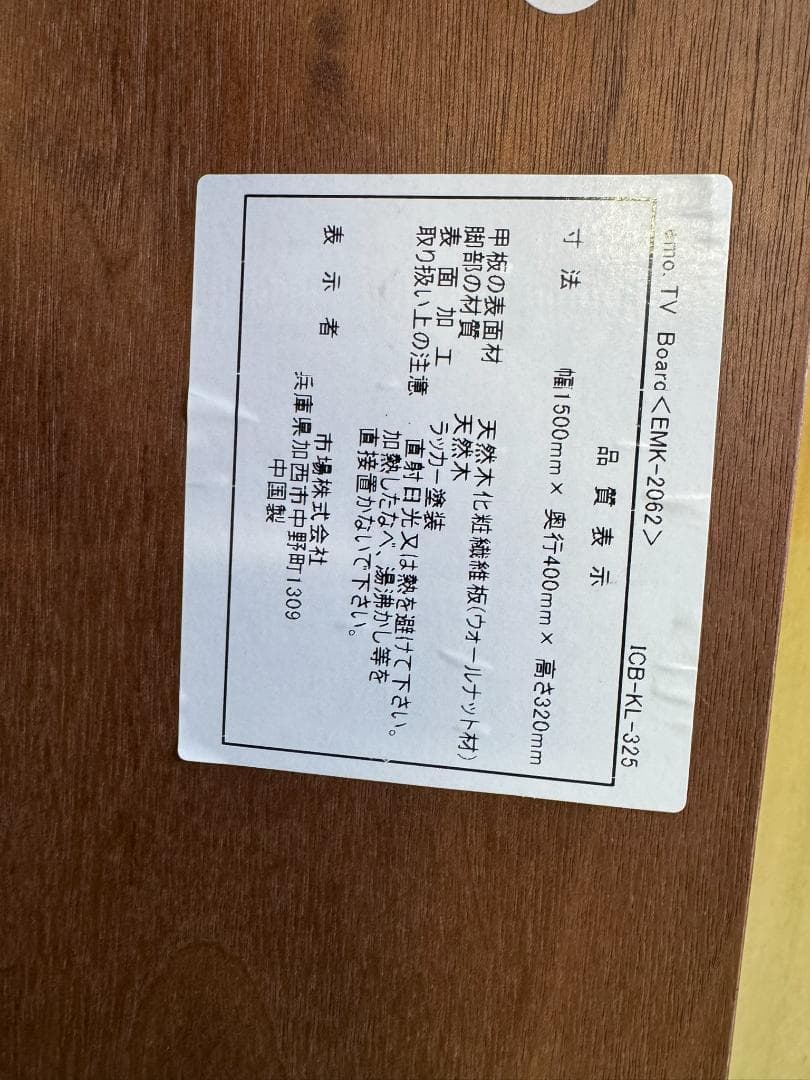 emo. TV Board<EMK-2062> ICB-KL-325
品質表示
寸法 幅1500mm×奥行400mm×高さ320mm
甲板の表面材 天然木化粧繊維板(ウォールナット材)
脚部の材質 天然木
表面加工 ラッカー塗装
取り扱い上の注意 直射日光又は熱を避けて下さい。
加熱したなべ、湯沸かし等を
直接置かないで下さい。
表示者 市場株式会社
兵庫県加西市中野町1309
中国製